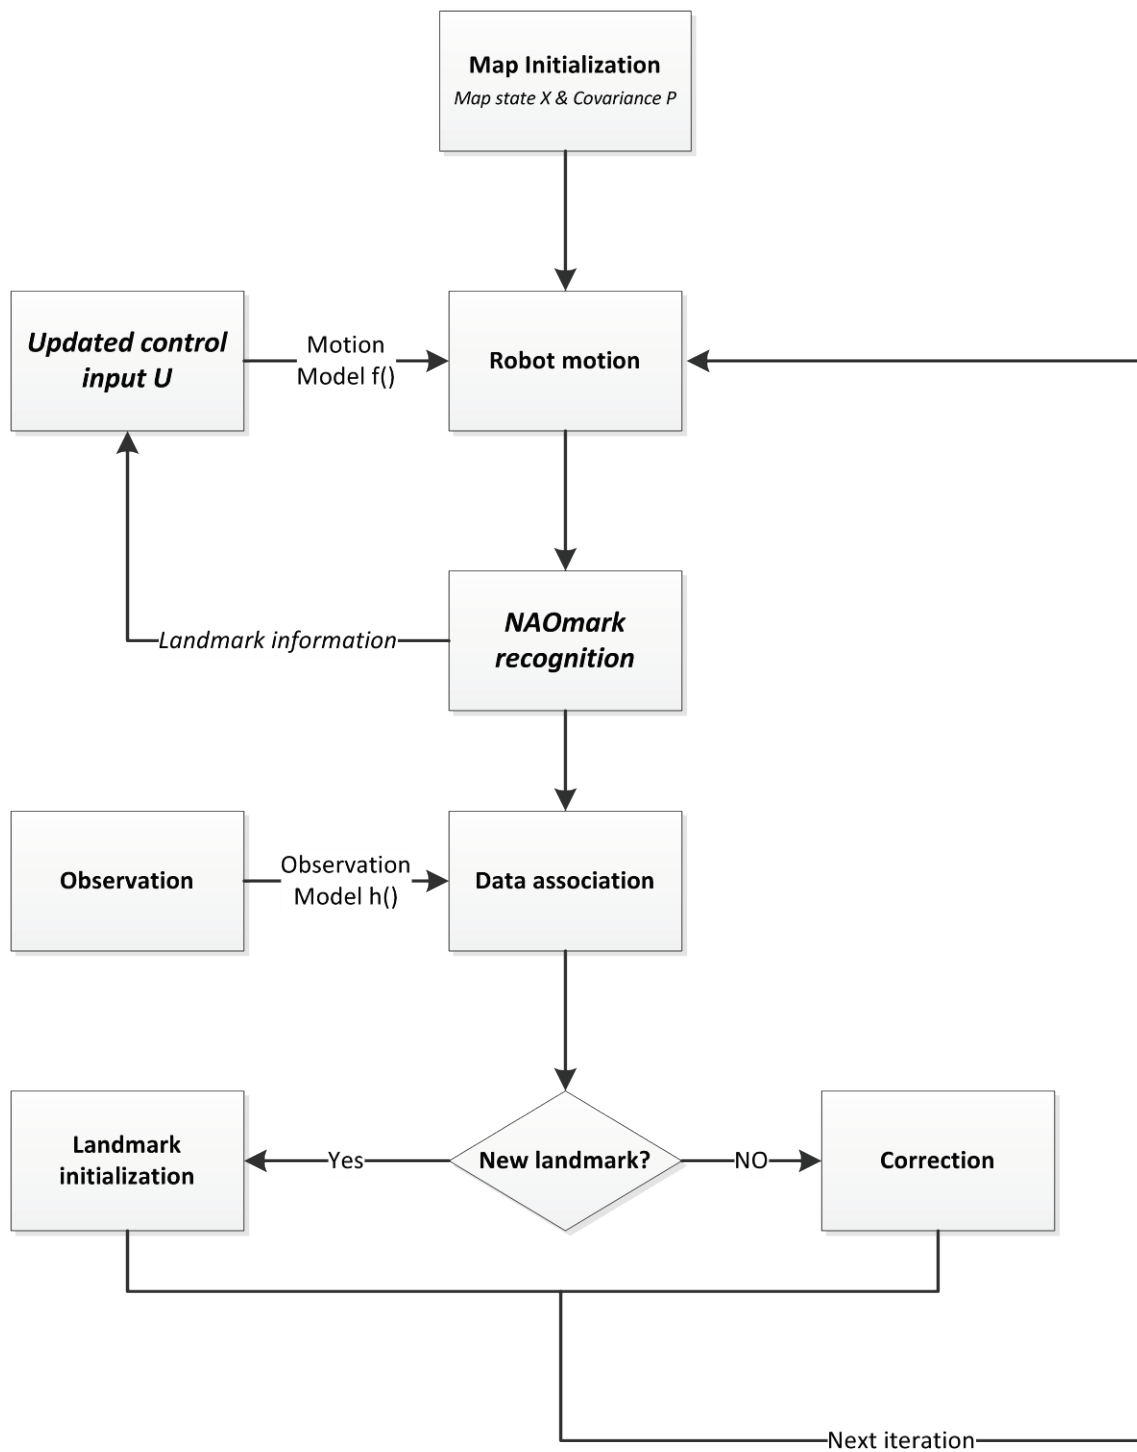 Map Initialization
Map state X & Covariance P
Updated control
input U
Motion
Model f()
Robot motion
Landmark information
NAOmark
recognition
Observation
Observation
Model h()
Data association
Landmark
initialization
Yes
New landmark?
NO
Correction
Next iteration